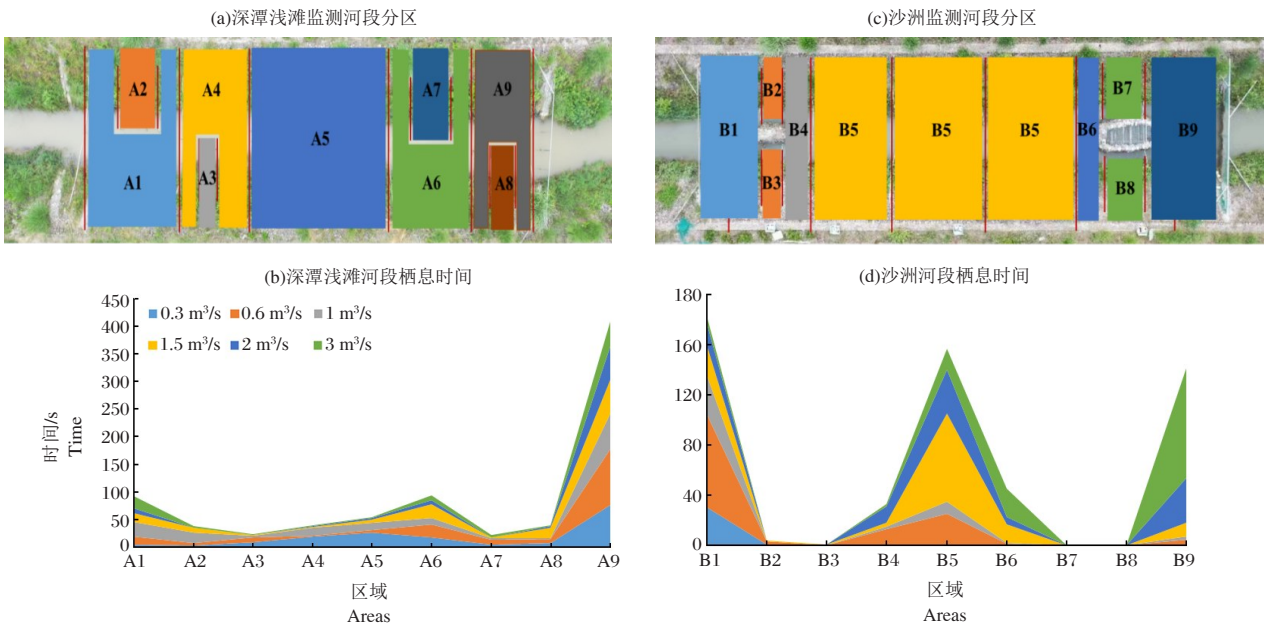 (a)深潭浅滩监测河段分区
A1
A2
A3
A4
A5
A6
A7
A8
A9
(c)沙洲监测河段分区
B1
B2
B3
B4
B5
B5
B5
B6
B7
B8
B9
(b)深潭浅滩河段栖息时间
0.3 m³/s 0.6 m³/s 1 m³/s
1.5 m³/s 2 m³/s 3 m³/s
时间/s
Time
450
400
350
300
250
200
150
100
50
0
A1 A2 A3 A4 A5 A6 A7 A8 A9
区域
Areas
(d)沙洲河段栖息时间
180
160
120
80
40
0
B1 B2 B3 B4 B5 B6 B7 B8 B9
区域
Areas